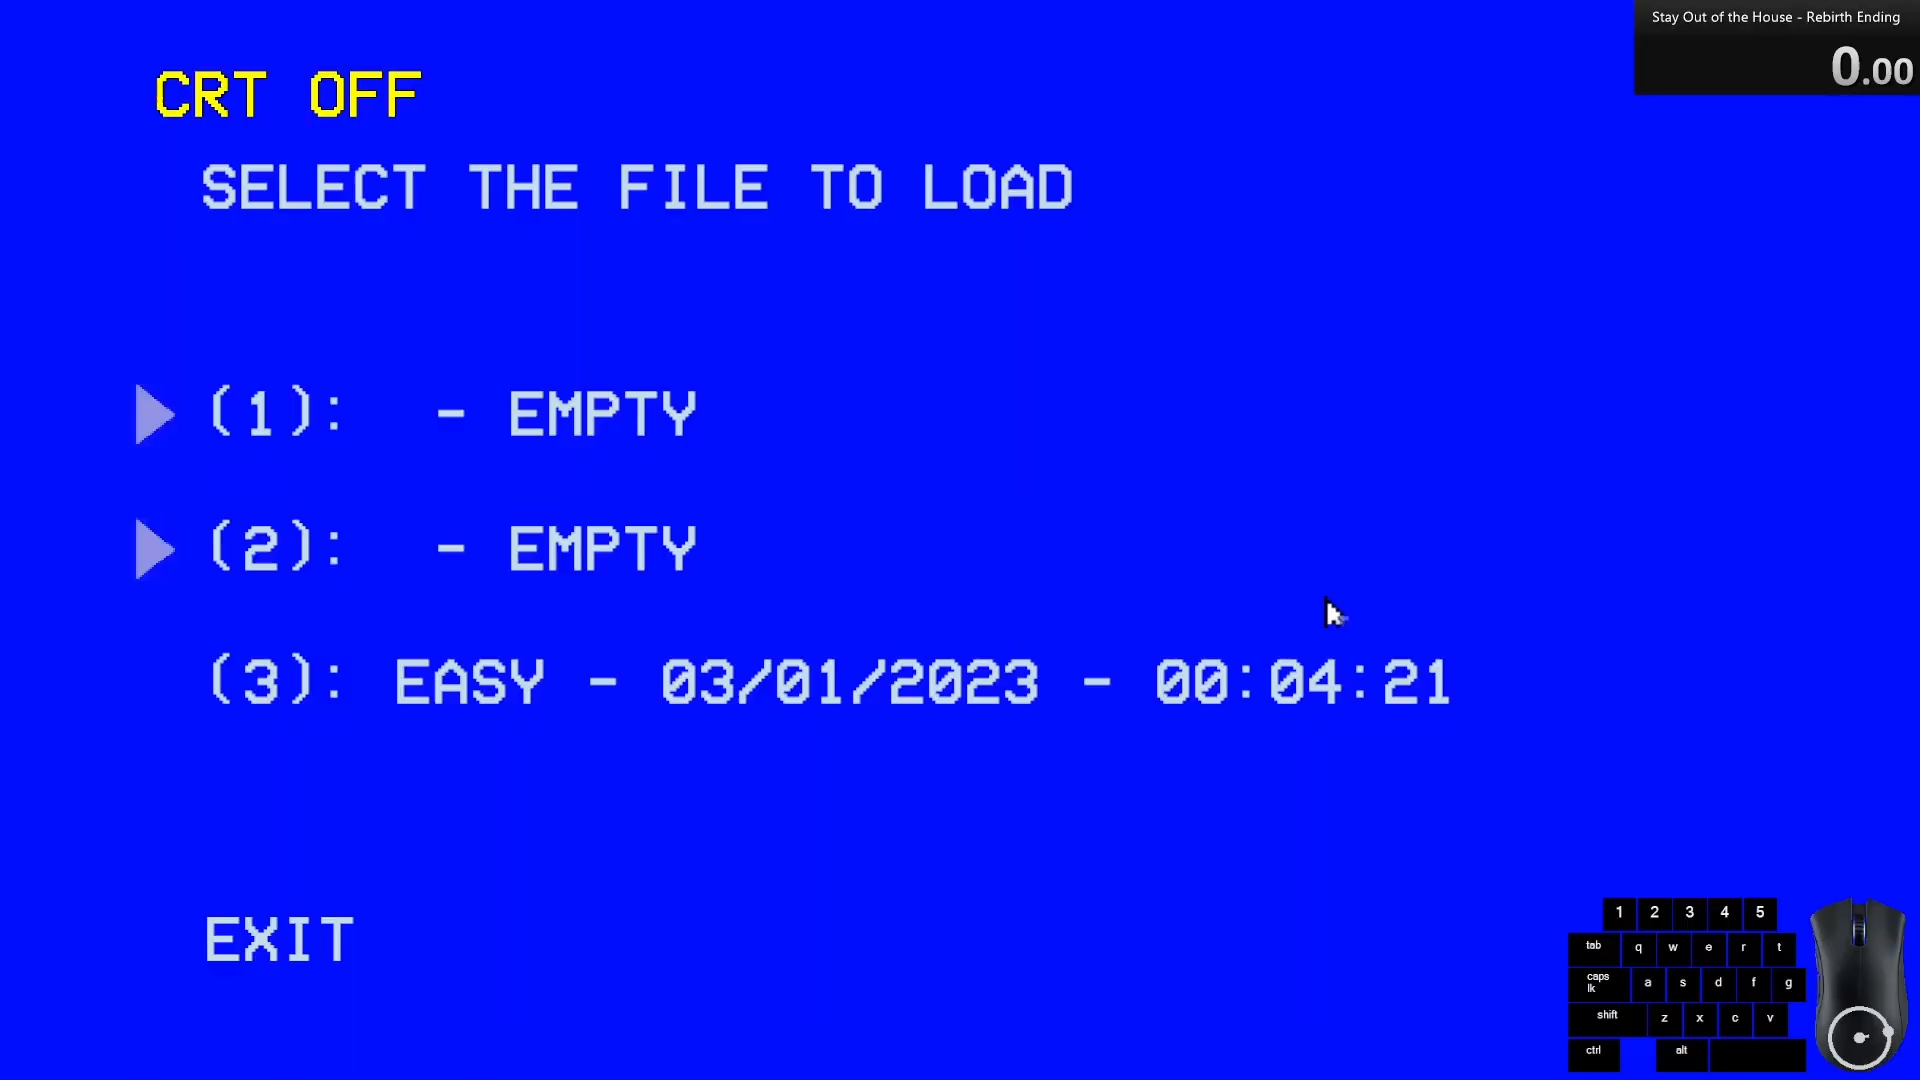 Stay Out of the House - Rebirth Ending
0.00
CRT OFF
SELECT THE FILE TO LOAD
(1):  - EMPTY
(2):  - EMPTY
(3): EASY - 03/01/2023 - 00:04:21
EXIT
1 2 3 4 5
tab q w e r t
caps lk a s d f g
shift z x c v
ctrl alt